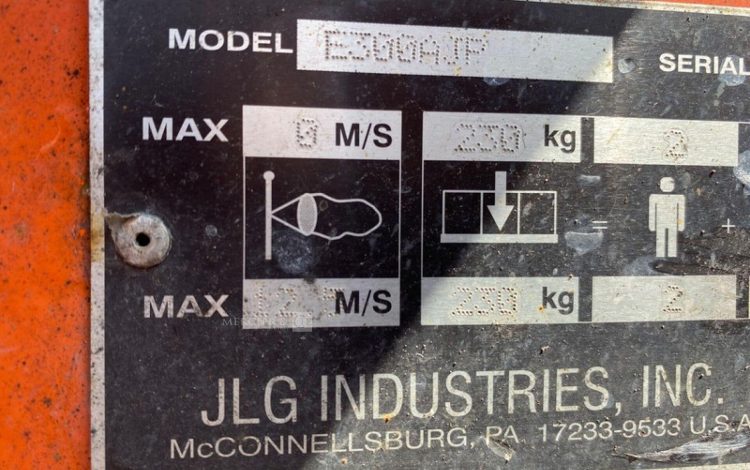 MODEL E300AJP SERIAL
MAX 0 M/S 230 kg 2
= +
MAX M/S 230 kg 2
JLG INDUSTRIES, INC.
McCONNELLSBURG, PA 17233-9533 U.S.A